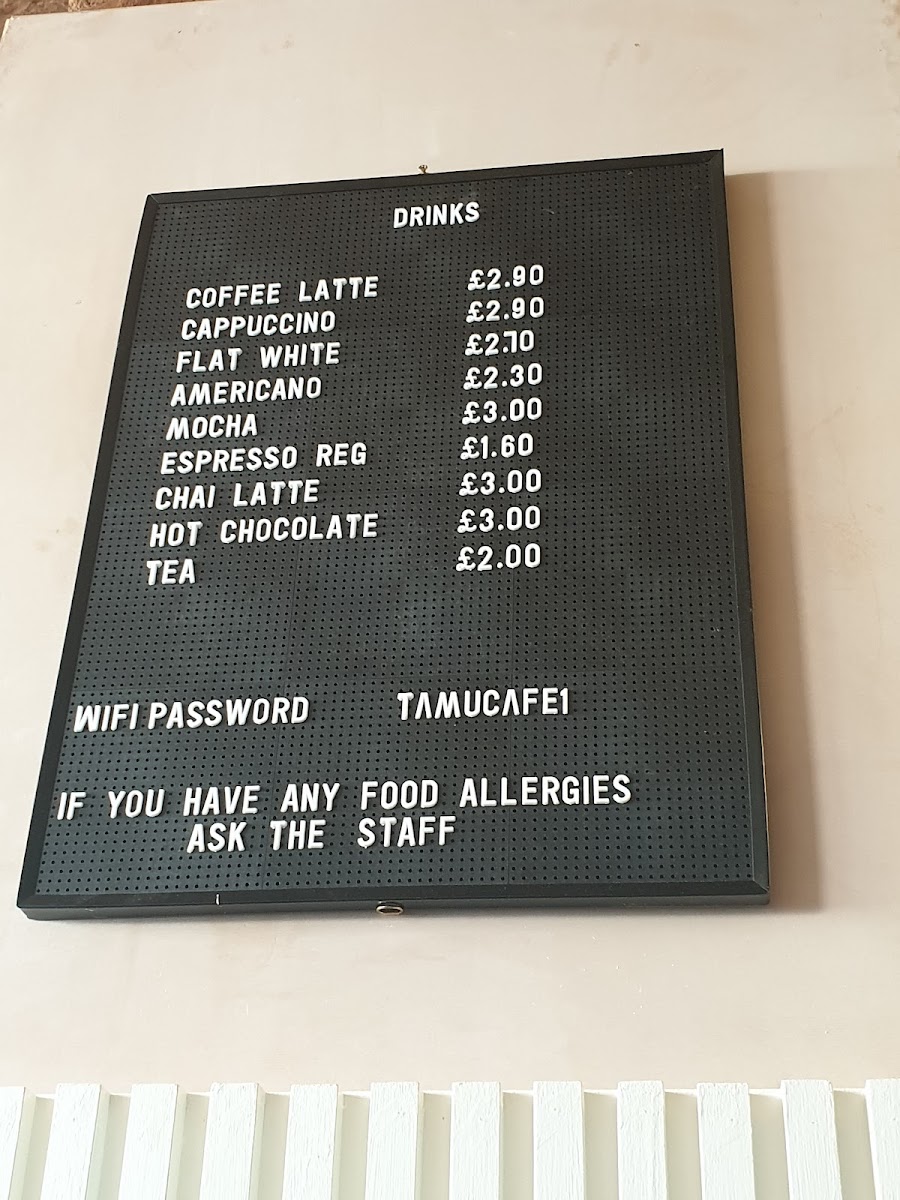 DRINKS
COFFEE LATTE £2.90
CAPPUCCINO £2.90
FLAT WHITE £2.70
AMERICANO £2.30
MOCHA £3.00
ESPRESSO REG £1.60
CHAI LATTE £3.00
HOT CHOCOLATE £3.00
TEA £2.00
WIFI PASSWORD TAMUCAFE1
IF YOU HAVE ANY FOOD ALLERGIES
ASK THE STAFF